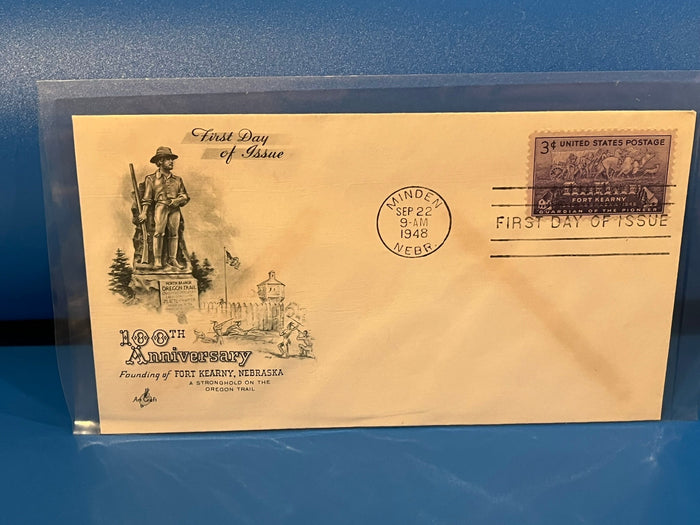 First Day
of Issue
OREGON TRAIL
100TH
Anniversary
Founding of FORT KEARNY, NEBRASKA
A STRONGHOLD ON THE
OREGON TRAIL
Art Craft
MINDEN
SEP 22
9-AM
1948
NEBR.
3¢ UNITED STATES POSTAGE
FORT KEARNY
GUARDIAN OF THE PIONEER
FIRST DAY OF ISSUE